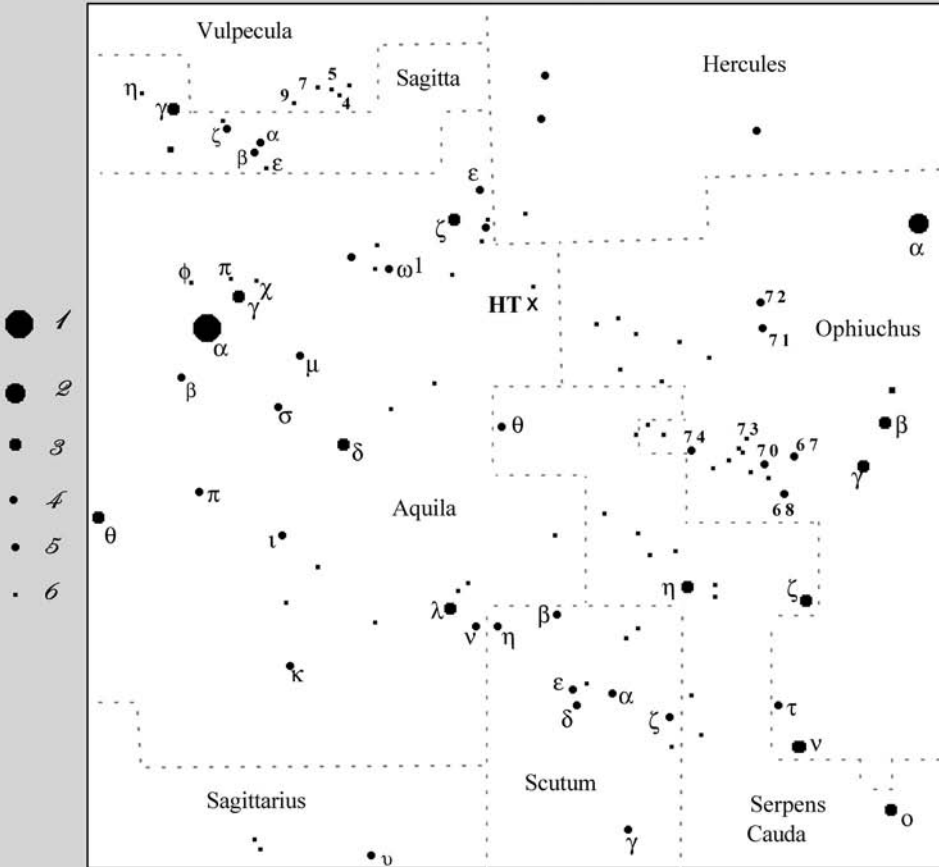 Vulpecula
Hercules
Sagitta
η
γ
9
7
5
4
ζ
α
β
ε
ε
ζ
α
φ
π
χ
γ
ω1
HT x
72
71
Ophiuchus
1
α
μ
β
2
σ
θ
δ
3
74
73
70
67
β
γ
68
4
π
Aquila
θ
ι
5
6
λ
ν
η
β
η
ζ
κ
ε
δ
α
ζ
τ
ν
Sagittarius
Scutum
Serpens
Cauda
ο
γ
υ